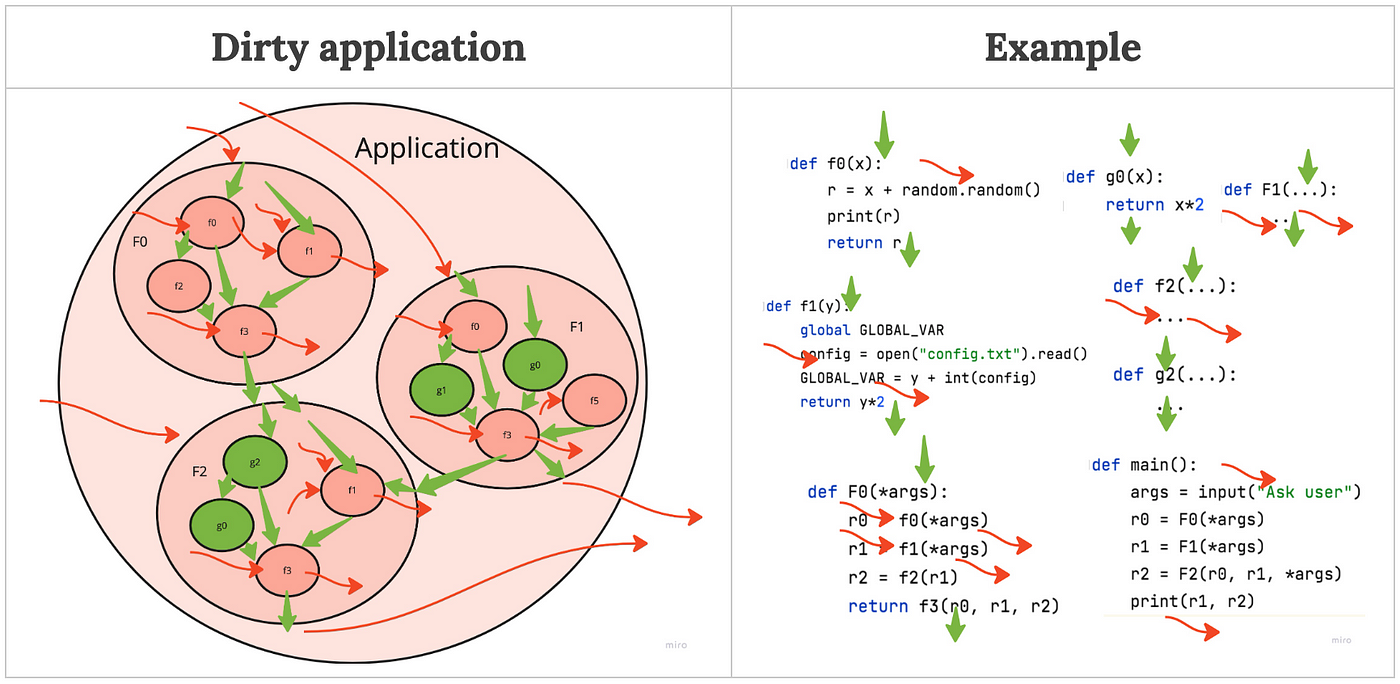 Dirty application
Example
Application
F0
f0
f1
f2
f3
F1
f0
g0
g1
f5
f3
F2
g2
f1
g0
f3
miro
def f0(x):
r = x + random.random()
print(r)
return r
def g0(x):
return x*2
def F1(...):
...
def f1(y):
global GLOBAL_VAR
config = open("config.txt").read()
GLOBAL_VAR = y + int(config)
return y*2
def f2(...):
...
def g2(...):
...
def F0(*args):
r0 = f0(*args)
r1 = f1(*args)
r2 = f2(r1)
return f3(r0, r1, r2)
def main():
args = input("Ask user")
r0 = F0(*args)
r1 = F1(*args)
r2 = F2(r0, r1, *args)
print(r1, r2)
miro